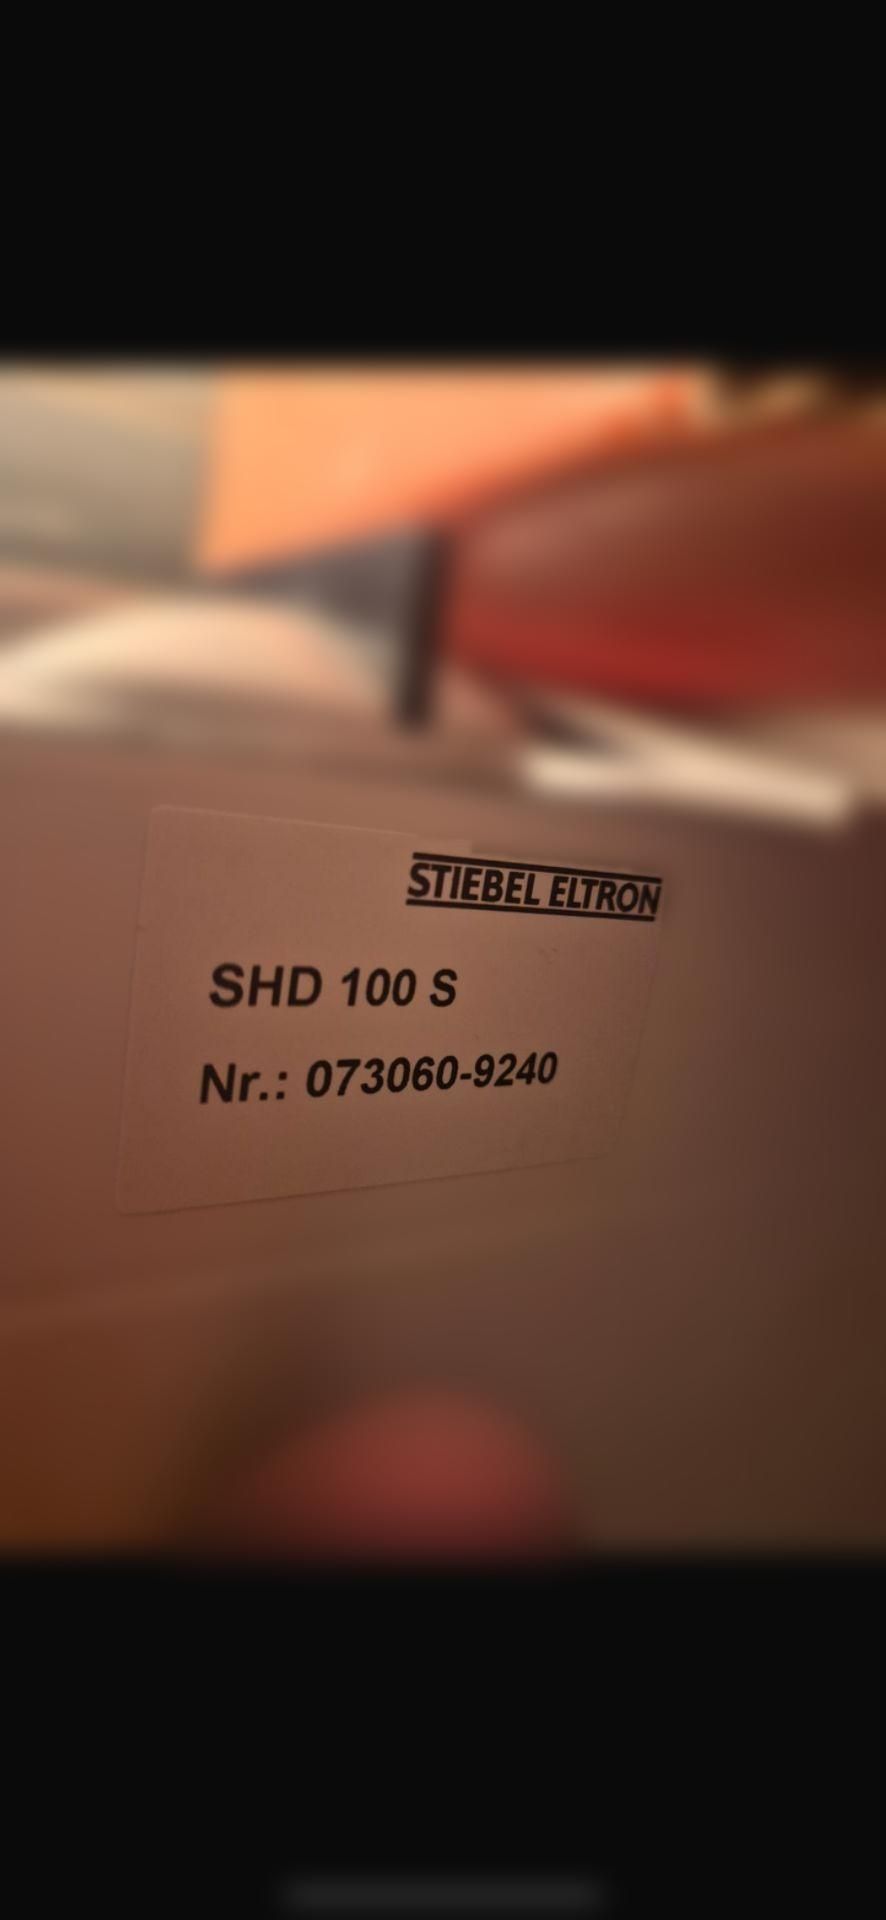 STIEBEL ELTRON
SHD 100 S
Nr.: 073060-9240